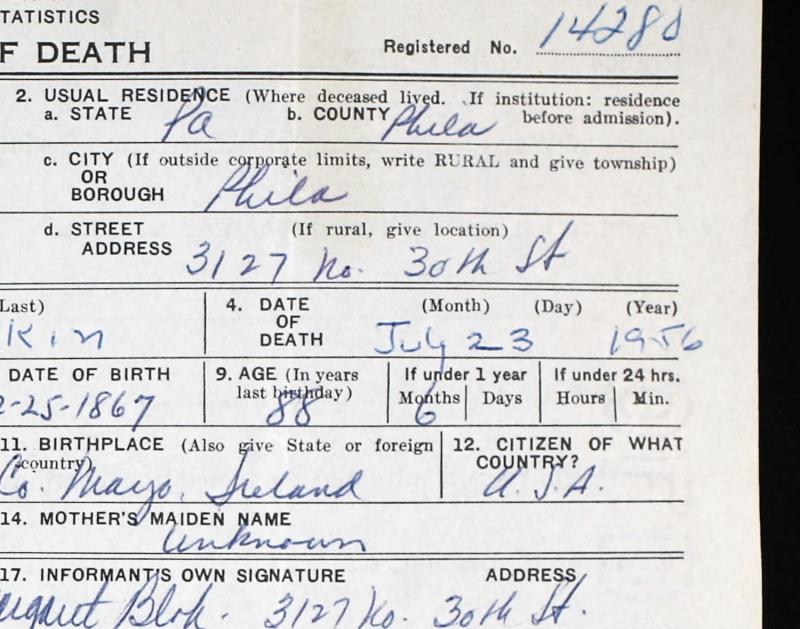 TATISTICS
F DEATH
Registered No. 14280
2. USUAL RESIDENCE (Where deceased lived. If institution: residence
a. STATE Pa b. COUNTY Phila before admission).
c. CITY (If outside corporate limits, write RURAL and give township)
OR
BOROUGH Phila
d. STREET (If rural, give location)
ADDRESS 3127 No. 30th St
Last) 4. DATE (Month) (Day) (Year)
OF
kin DEATH July 23 1956
DATE OF BIRTH 9. AGE (In years If under 1 year If under 24 hrs.
last birthday) Months Days Hours Min.
2-25-1867 88 6
11. BIRTHPLACE (Also give State or foreign 12. CITIZEN OF WHAT
country) COUNTRY?
Co. Mayo, Ireland U.S.A.
14. MOTHER'S MAIDEN NAME
Unknown
17. INFORMANT'S OWN SIGNATURE ADDRESS
argaret 3127 No. 30th St.